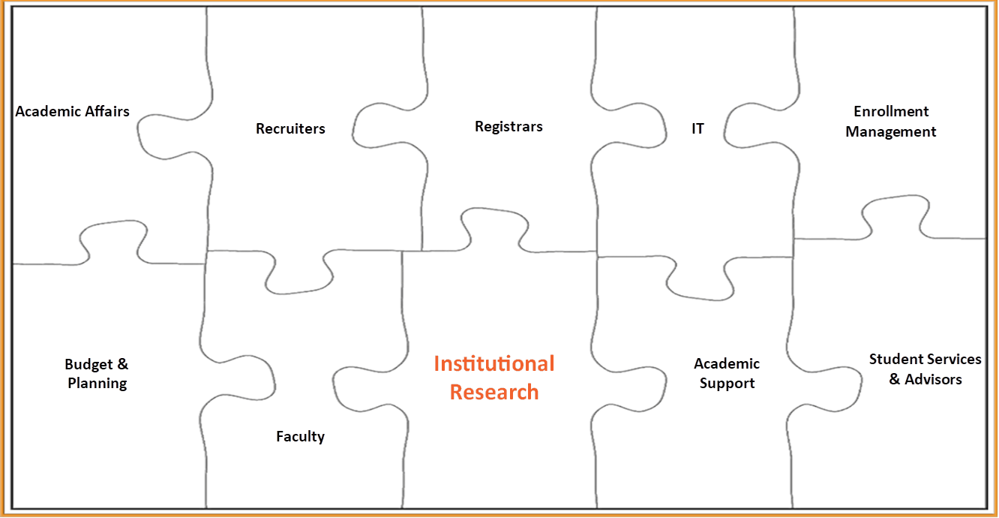 Academic Affairs
Recruiters
Registrars
IT
Enrollment
Management
Budget &
Planning
Faculty
Institutional
Research
Academic
Support
Student Services
& Advisors